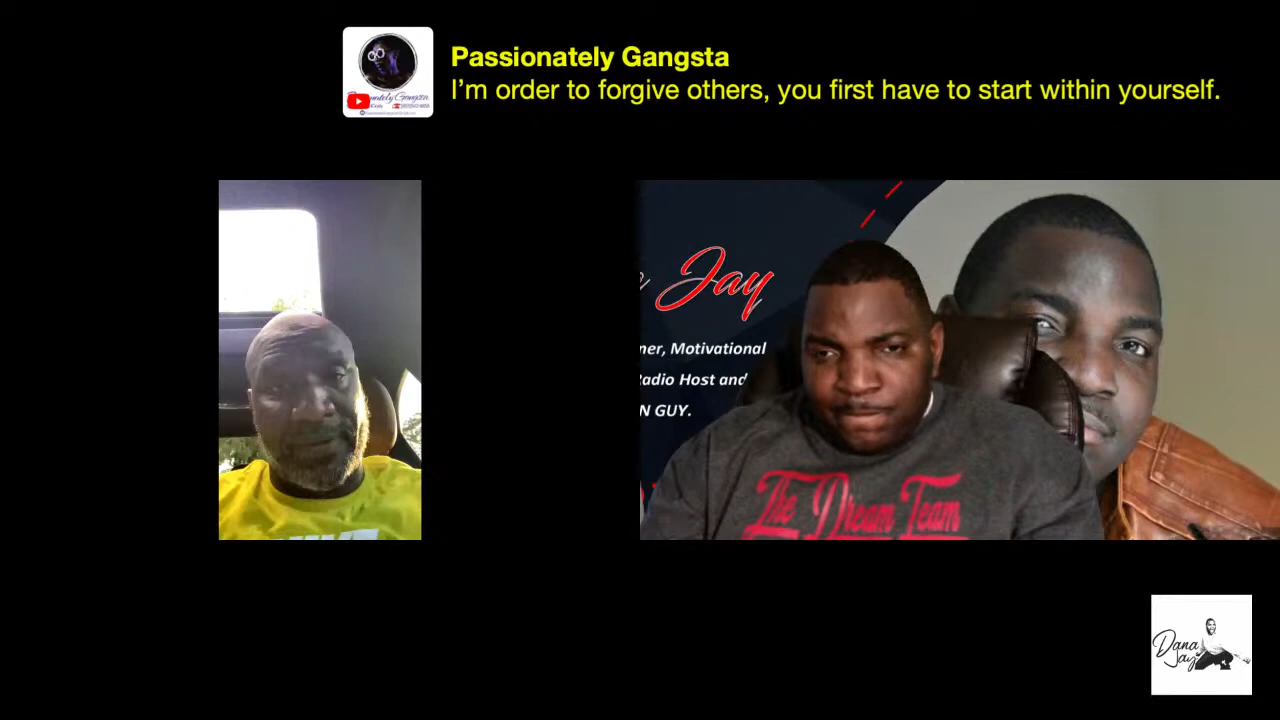 Passionately Gangsta
I'm order to forgive others, you first have to start within yourself.
Jay
ner, Motivational
Radio Host and
N GUY.
The Dream Team
Dana
Jay